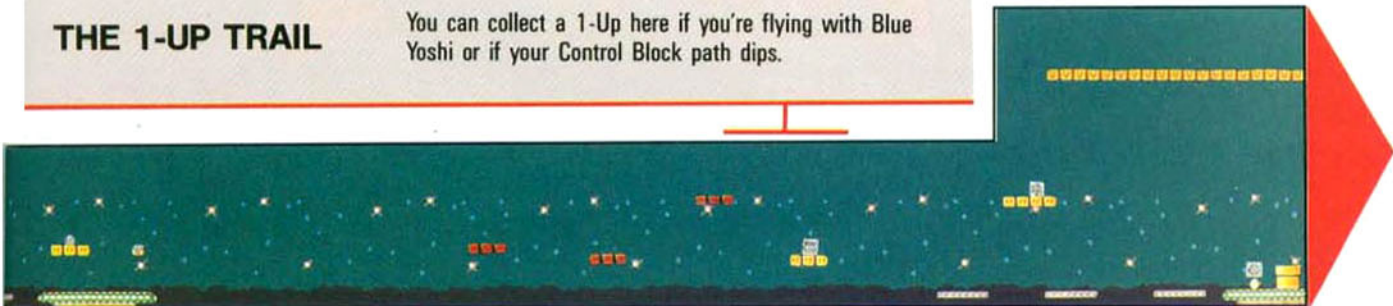 THE 1-UP TRAIL
You can collect a 1-Up here if you're flying with Blue
Yoshi or if your Control Block path dips.